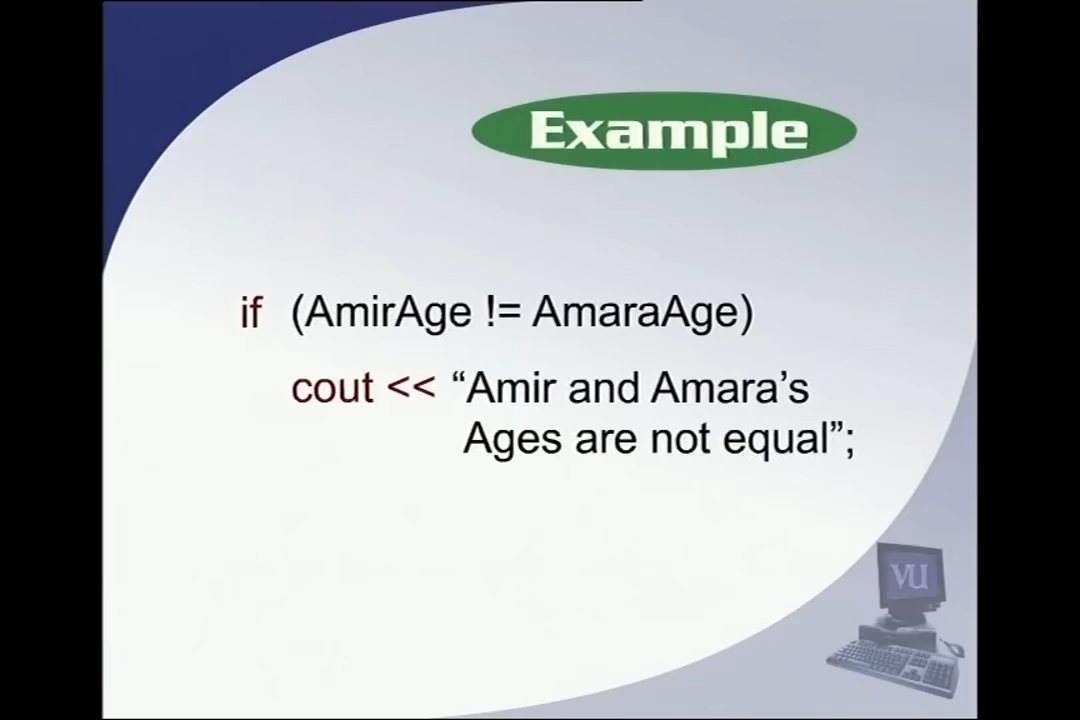 Example
if (AmirAge != AmaraAge)
cout << “Amir and Amara’s
Ages are not equal”;
VU